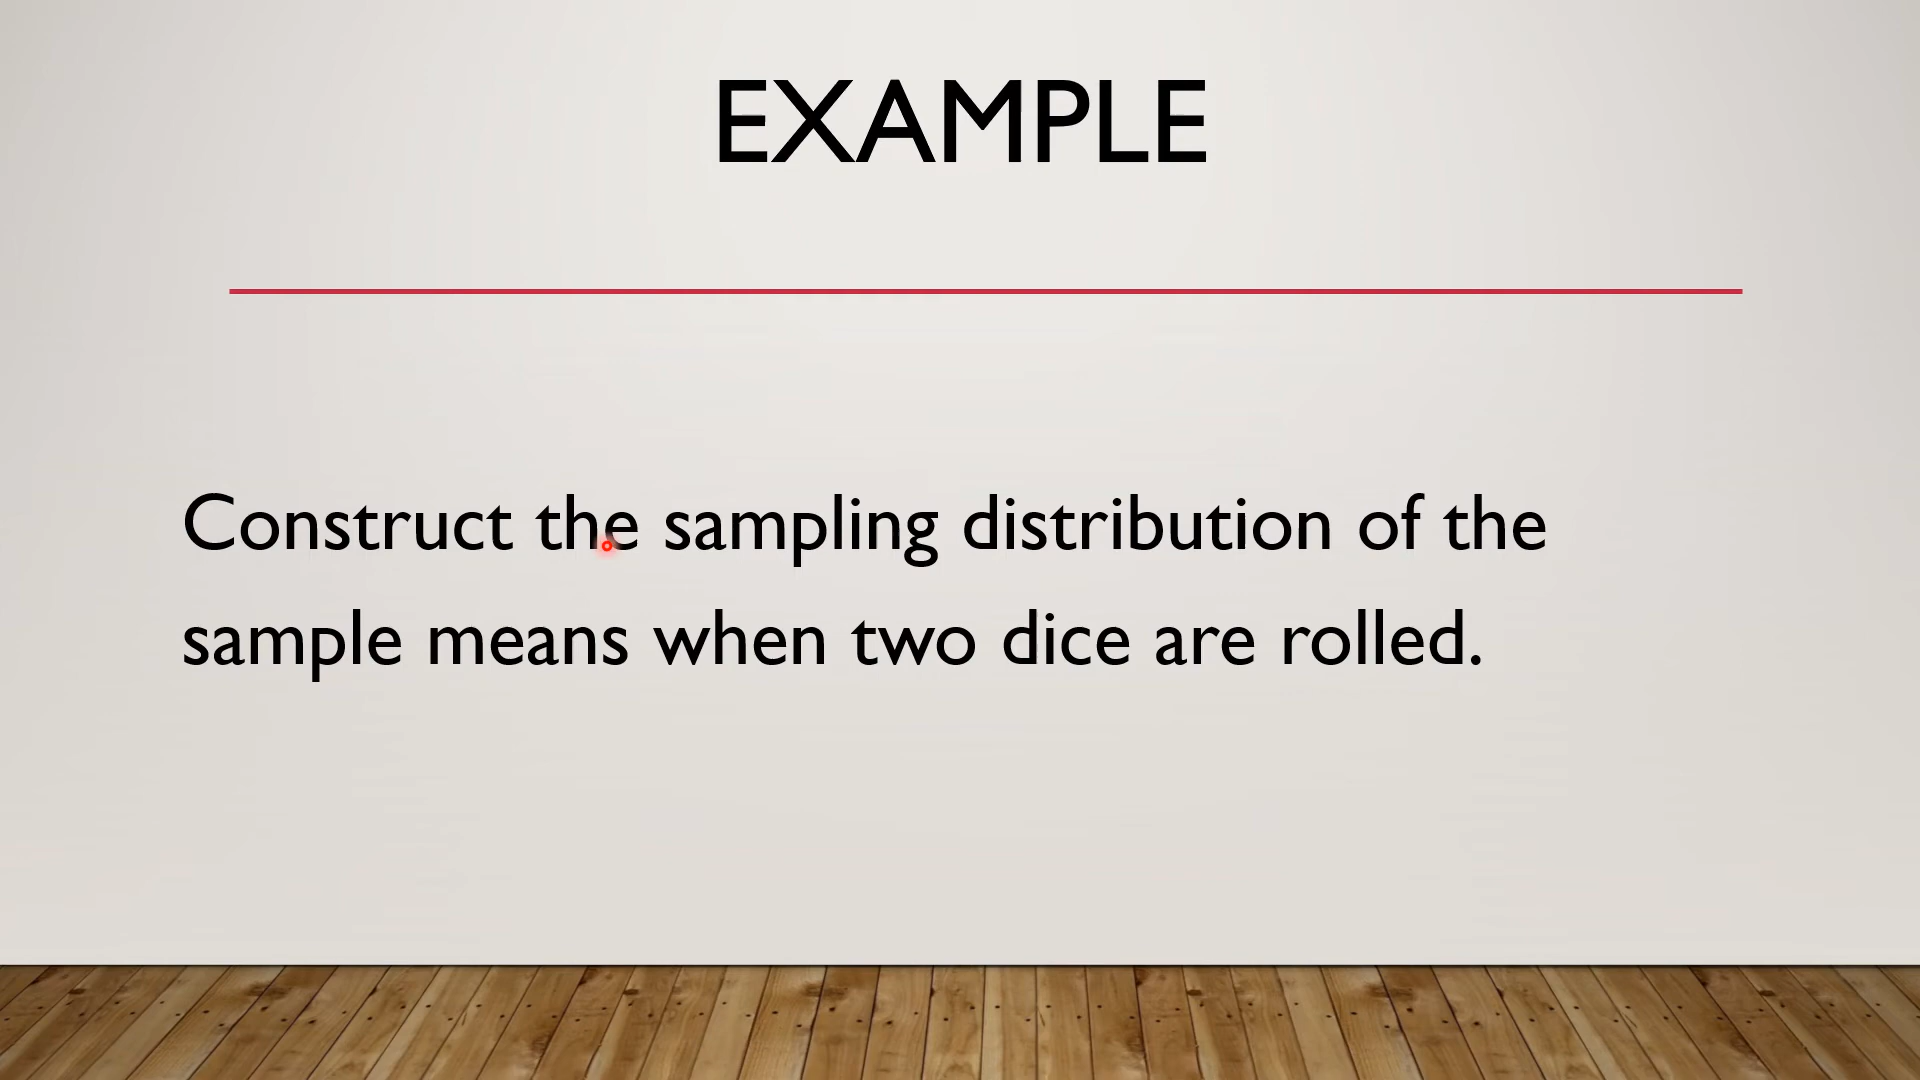 EXAMPLE
Construct the sampling distribution of the
sample means when two dice are rolled.